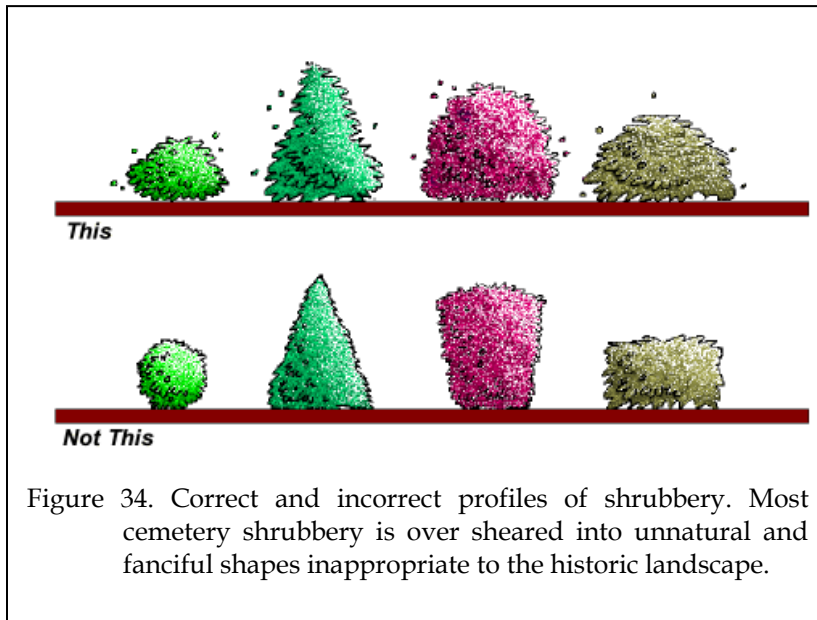 This
Not This
Figure 34. Correct and incorrect profiles of shrubbery. Most
cemetery shrubbery is over sheared into unnatural and
fanciful shapes inappropriate to the historic landscape.